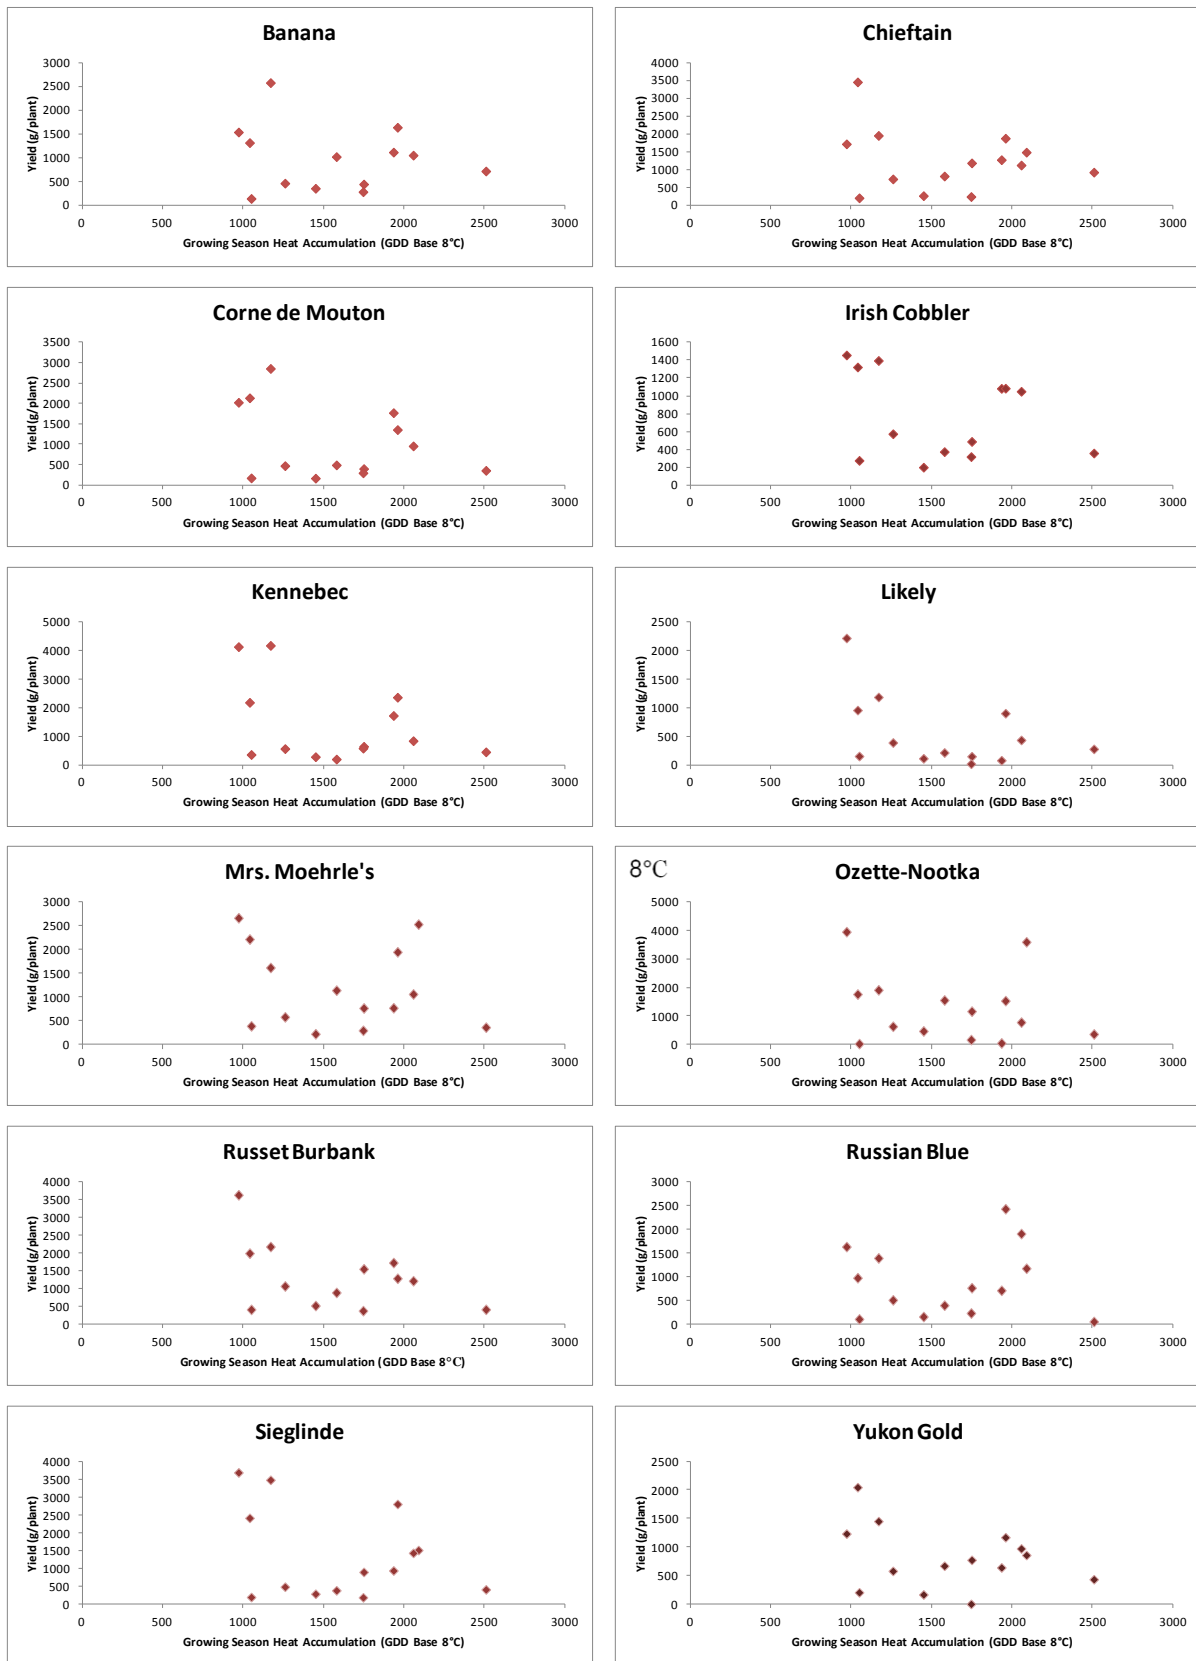 Banana
Yield (g/plant)
3000
2500
2000
1500
1000
500
0
0 500 1000 1500 2000 2500 3000
Growing Season Heat Accumulation (GDD Base 8°C)
Chieftain
Yield (g/plant)
4000
3500
3000
2500
2000
1500
1000
500
0
0 500 1000 1500 2000 2500 3000
Growing Season Heat Accumulation (GDD Base 8°C)
Corne de Mouton
Yield (g/plant)
3500
3000
2500
2000
1500
1000
500
0
0 500 1000 1500 2000 2500 3000
Growing Season Heat Accumulation (GDD Base 8°C)
Irish Cobbler
Yield (g/plant)
1600
1400
1200
1000
800
600
400
200
0
0 500 1000 1500 2000 2500 3000
Growing Season Heat Accumulation (GDD Base 8°C)
Kennebec
Yield (g/plant)
5000
4000
3000
2000
1000
0
0 500 1000 1500 2000 2500 3000
Growing Season Heat Accumulation (GDD Base 8°C)
Likely
Yield (g/plant)
2500
2000
1500
1000
500
0
0 500 1000 1500 2000 2500 3000
Growing Season Heat Accumulation (GDD Base 8°C)
Mrs. Moehrle's
Yield (g/plant)
3000
2500
2000
1500
1000
500
0
0 500 1000 1500 2000 2500 3000
Growing Season Heat Accumulation (GDD Base 8°C)
8°C
Ozette-Nootka
Yield (g/plant)
5000
4000
3000
2000
1000
0
0 500 1000 1500 2000 2500 3000
Growing Season Heat Accumulation (GDD Base 8°C)
Russet Burbank
Yield (g/plant)
4000
3500
3000
2500
2000
1500
1000
500
0
0 500 1000 1500 2000 2500 3000
Growing Season Heat Accumulation (GDD Base 8°C)
Russian Blue
Yield (g/plant)
3000
2500
2000
1500
1000
500
0
0 500 1000 1500 2000 2500 3000
Growing Season Heat Accumulation (GDD Base 8°C)
Sieglinde
Yield (g/plant)
4000
3500
3000
2500
2000
1500
1000
500
0
0 500 1000 1500 2000 2500 3000
Growing Season Heat Accumulation (GDD Base 8°C)
Yukon Gold
Yield (g/plant)
2500
2000
1500
1000
500
0
0 500 1000 1500 2000 2500 3000
Growing Season Heat Accumulation (GDD Base 8°C)